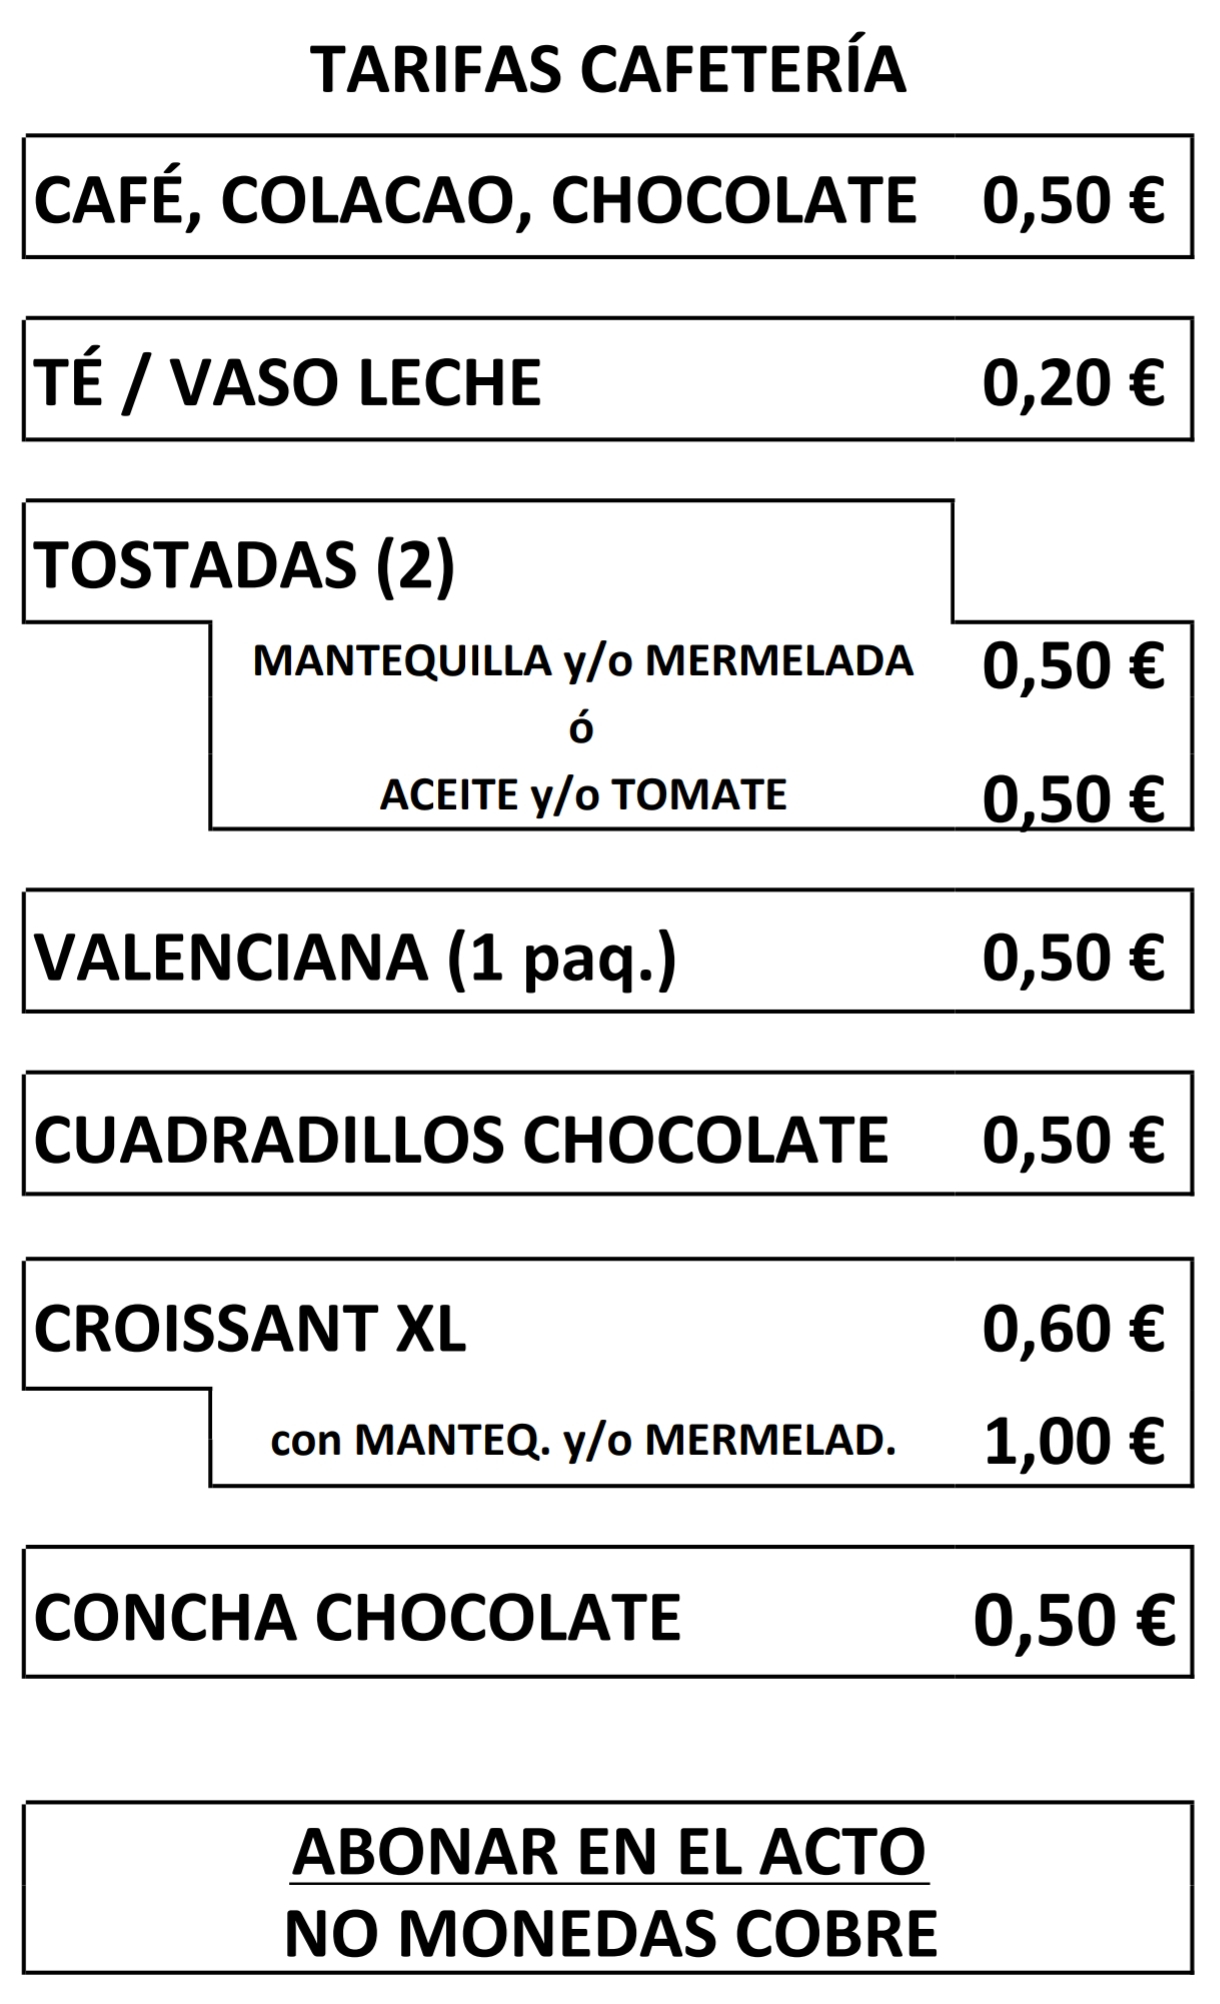 TARIFAS CAFETERÍA
CAFÉ, COLACAO, CHOCOLATE 0,50 €
TÉ / VASO LECHE 0,20 €
TOSTADAS (2)
MANTEQUILLA y/o MERMELADA 0,50 €
ó
ACEITE y/o TOMATE 0,50 €
VALENCIANA (1 paq.) 0,50 €
CUADRADILLOS CHOCOLATE 0,50 €
CROISSANT XL 0,60 €
con MANTEQ. y/o MERMELAD. 1,00 €
CONCHA CHOCOLATE 0,50 €
ABONAR EN EL ACTO
NO MONEDAS COBRE